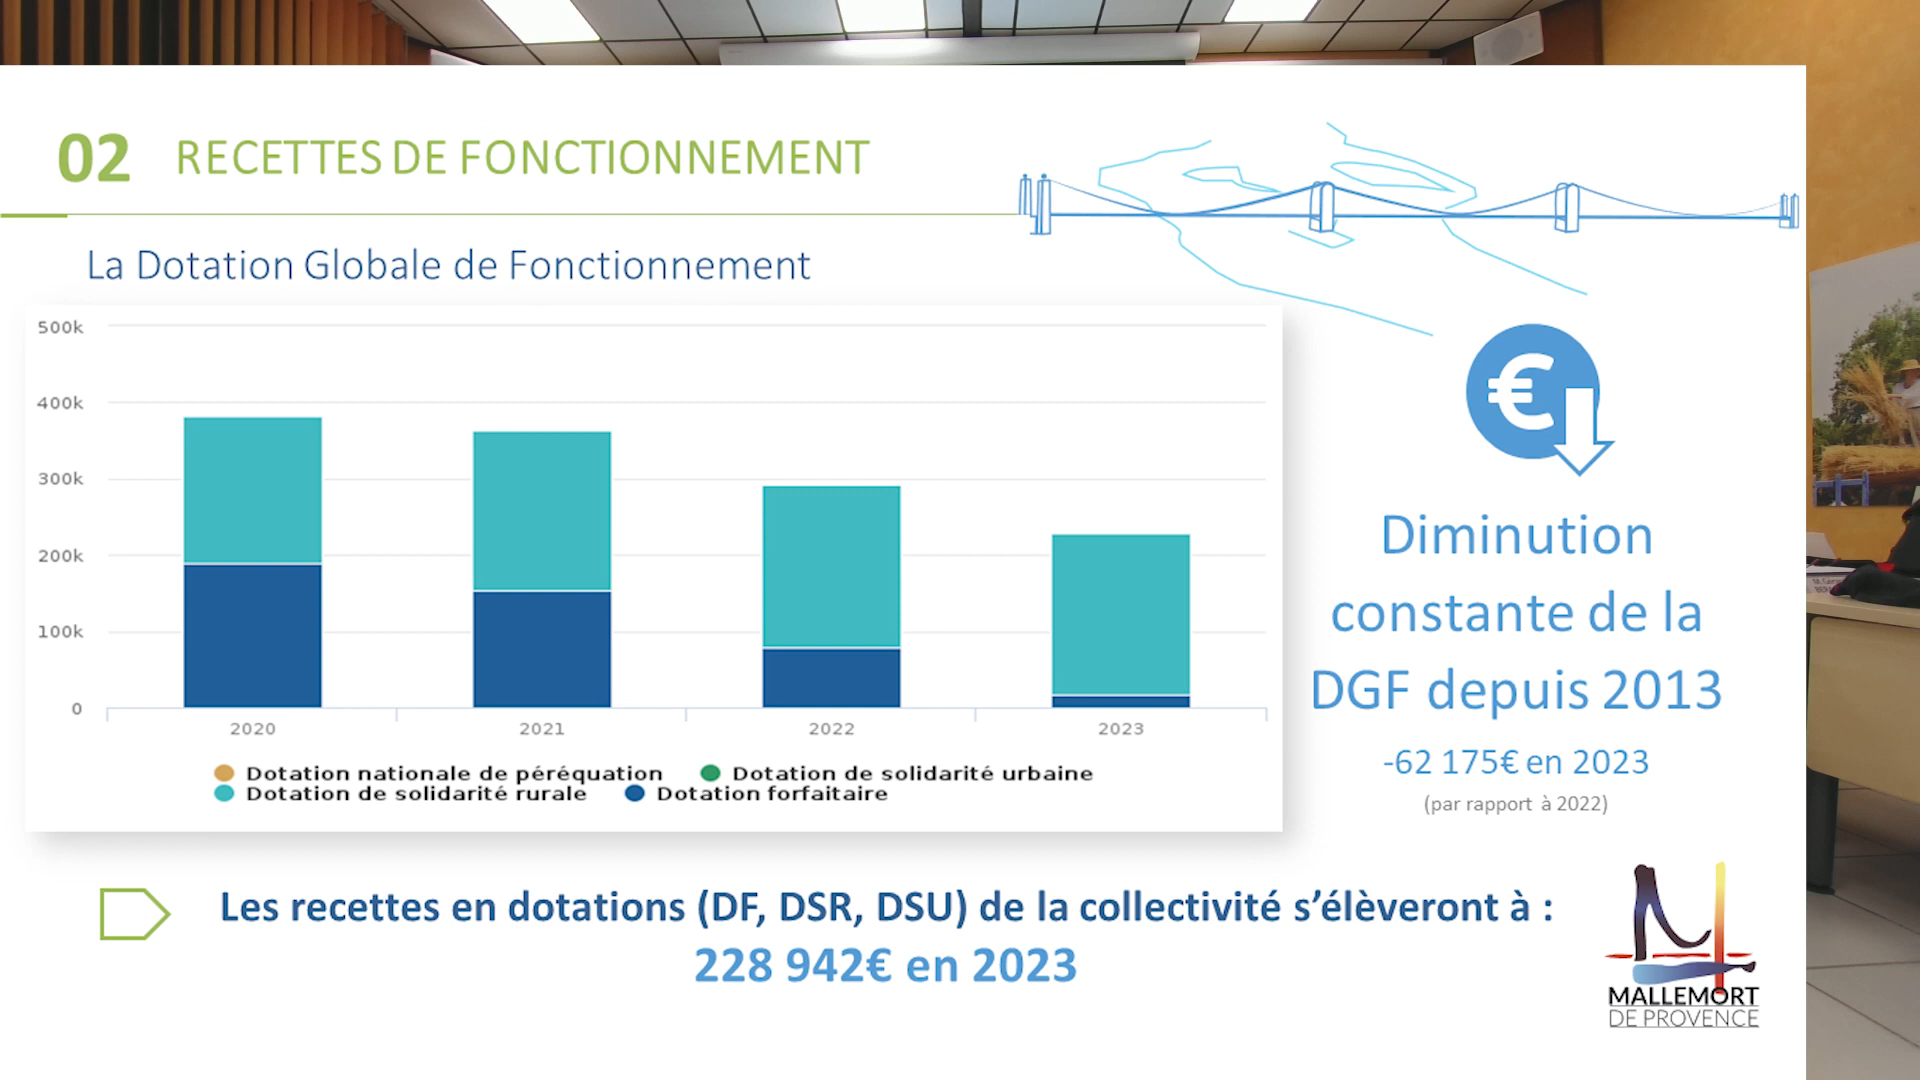 02 RECETTES DE FONCTIONNEMENT
La Dotation Globale de Fonctionnement
500k
400k
300k
200k
100k
0
2020 2021 2022 2023
Dotation nationale de péréquation Dotation de solidarité urbaine
Dotation de solidarité rurale Dotation forfaitaire
€
Diminution
constante de la
DGF depuis 2013
-62 175€ en 2023
(par rapport à 2022)
Les recettes en dotations (DF, DSR, DSU) de la collectivité s’élèveront à :
228 942€ en 2023
MALLEMORT
DE PROVENCE